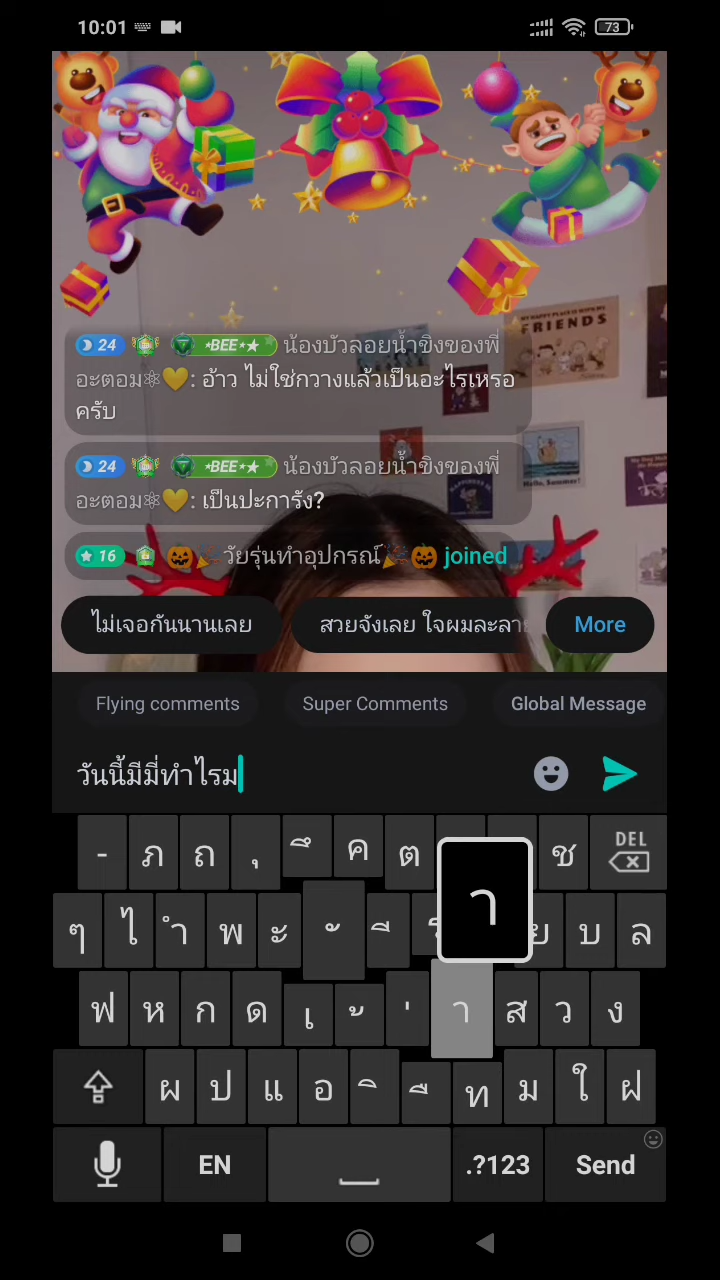 10:01
73
FRIENDS
24 *BEE★★ น้องบัวลอยน้ำขิงของพี่
อะตอม⚛💛: อ้าว ไม่ใช่กวางแล้วเป็นอะไรเหรอ
ครับ
Hello, Summer!
24 *BEE★★ น้องบัวลอยน้ำขิงของพี่
อะตอม⚛💛: เป็นปะการัง?
16 🎃🎉วัยรุ่นทำอุปกรณ์🎉🎃 joined
ไม่เจอกันนานเลย สวยจังเลย ใจผมละลาย More
Flying comments Super Comments Global Message
วันนี้มีมี่ทำไรม
- ภ ถ ุ ึ ค ต ช DEL
ๆ ไ ำ พ ะ ั ี ย บ ล
า
ฟ ห ก ด เ ้ ่ า ส ว ง
ผ ป แ อ ิ ื ท ม ใ ฝ
EN .?123 Send